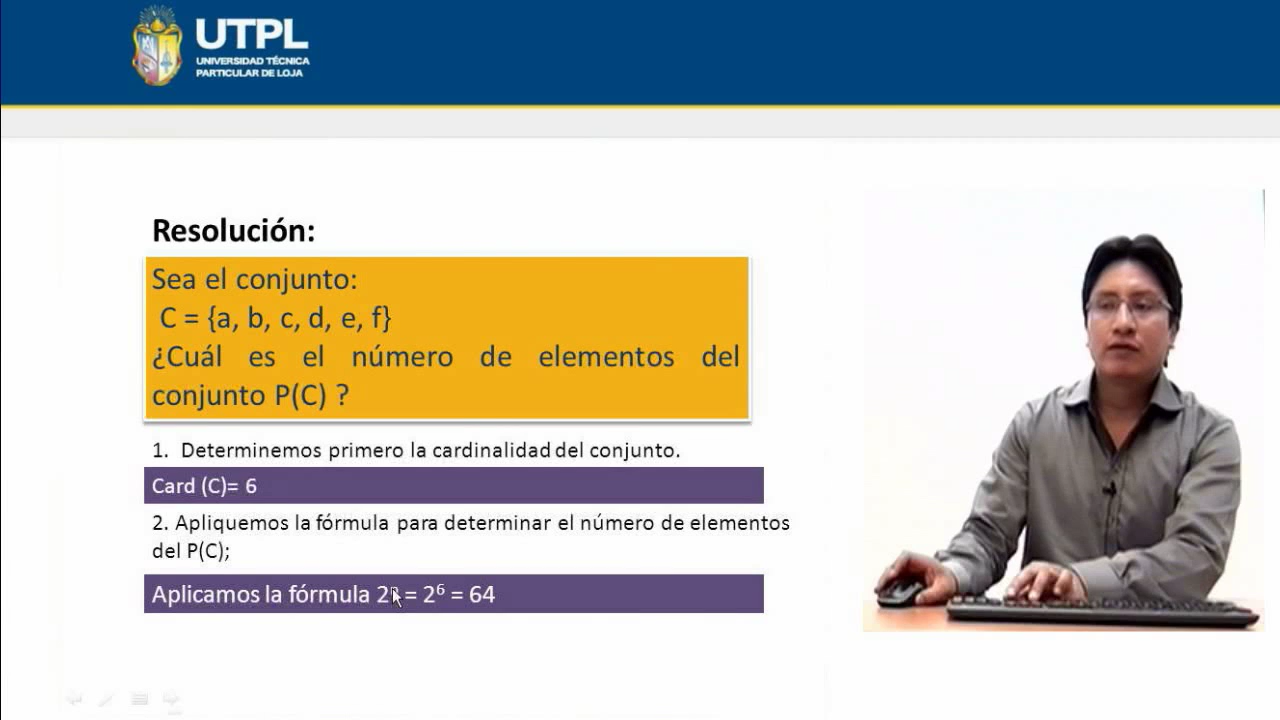 UTPL
UNIVERSIDAD TÉCNICA
PARTICULAR DE LOJA
Resolución:
Sea el conjunto:
C = {a, b, c, d, e, f}
¿Cuál es el número de elementos del
conjunto P(C) ?
1. Determinemos primero la cardinalidad del conjunto.
Card (C)= 6
2. Apliquemos la fórmula para determinar el número de elementos
del P(C);
Aplicamos la fórmula 2 = 2⁶ = 64